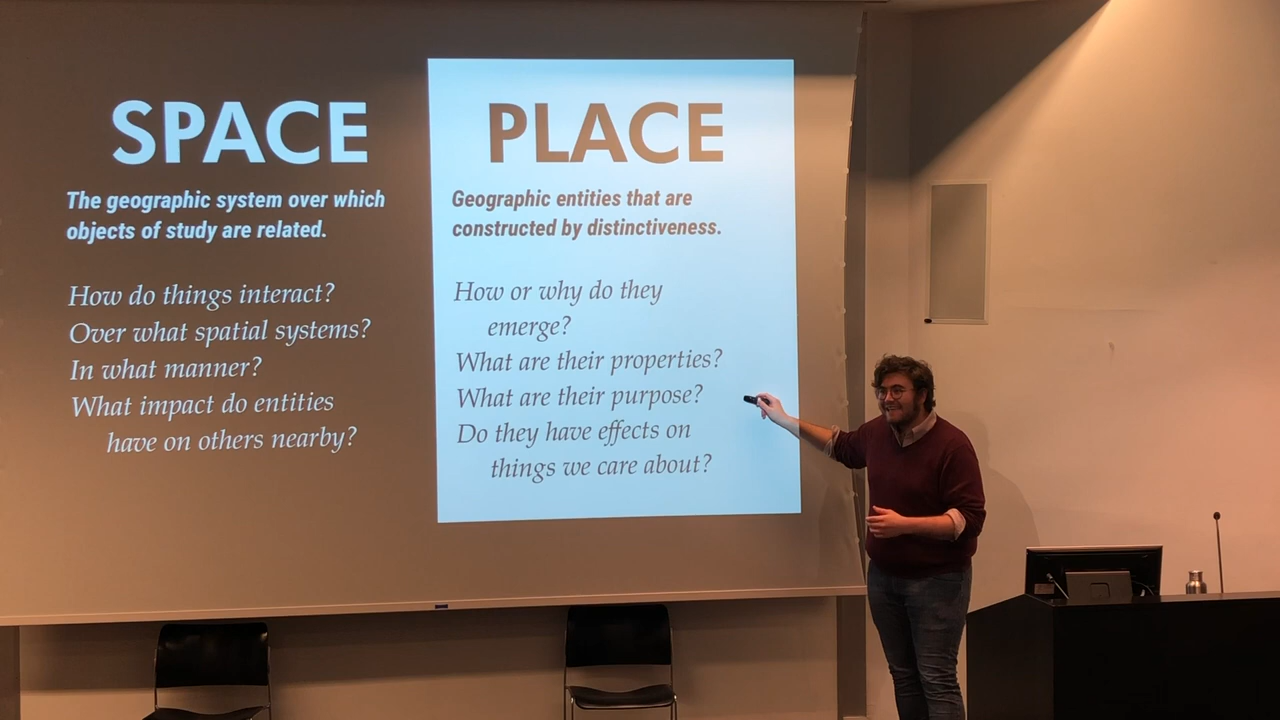 SPACE
The geographic system over which
objects of study are related.
How do things interact?
Over what spatial systems?
In what manner?
What impact do entities
have on others nearby?
PLACE
Geographic entities that are
constructed by distinctiveness.
How or why do they
emerge?
What are their properties?
What are their purpose?
Do they have effects on
things we care about?